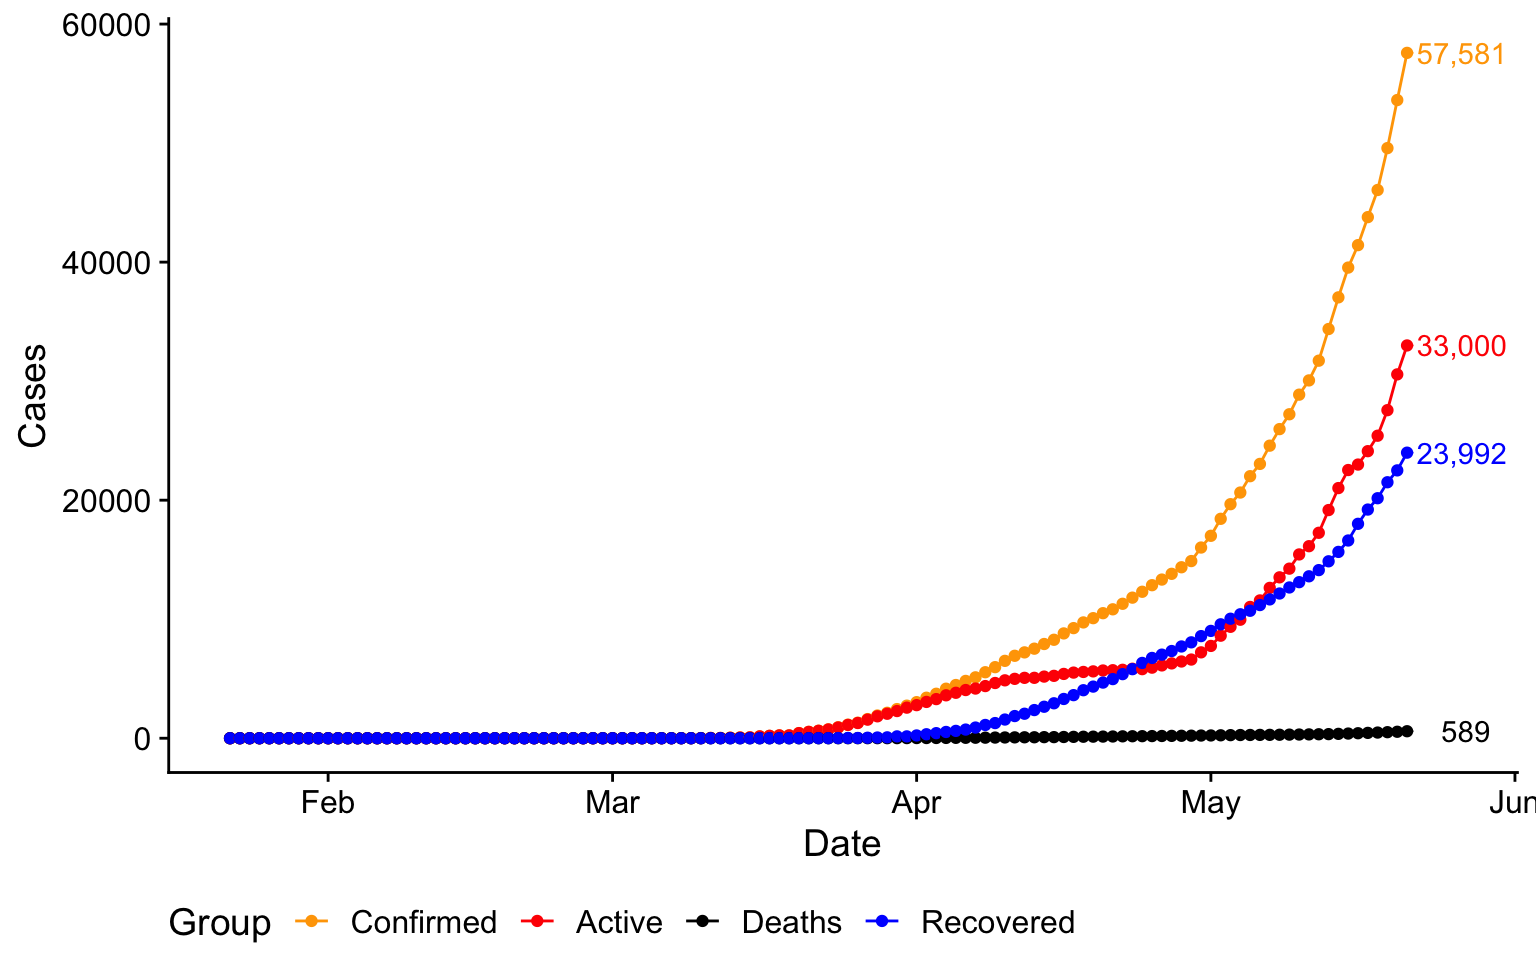 60000
57,581
40000
33,000
23,992
20000
0
589
Cases
Feb Mar Apr May Jun
Date
Group Confirmed Active Deaths Recovered